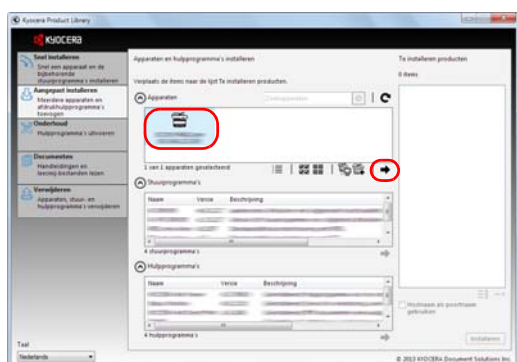 Kyocera Product Library
KYOCERA
Snel installeren
Snel een apparaat en de
bijbehorende
stuurprogramma's installeren
Aangepast installeren
Meerdere apparaten en
afdrukhulpprogramma's
toevoegen
Onderhoud
Hulpprogramma's uitvoeren
Documenten
Handleidingen en
leesmij-bestanden lezen
Verwijderen
Apparaten, stuur- en
hulpprogramma's verwijderen
Taal
Nederlands
Apparaten en hulpprogramma's installeren
Verplaats de items naar de lijst Te installeren producten.
Apparaten
Zoekapparaten
1 van 1 apparaten geselecteerd
Stuurprogramma's
Naam Versie Beschrijving
4 stuurprogramma's
Hulpprogramma's
Naam Versie Beschrijving
4 hulpprogramma's
Te installeren producten
0 items
Hostnaam als poortnaam
gebruiken
Installeren
© 2013 KYOCERA Document Solutions Inc.